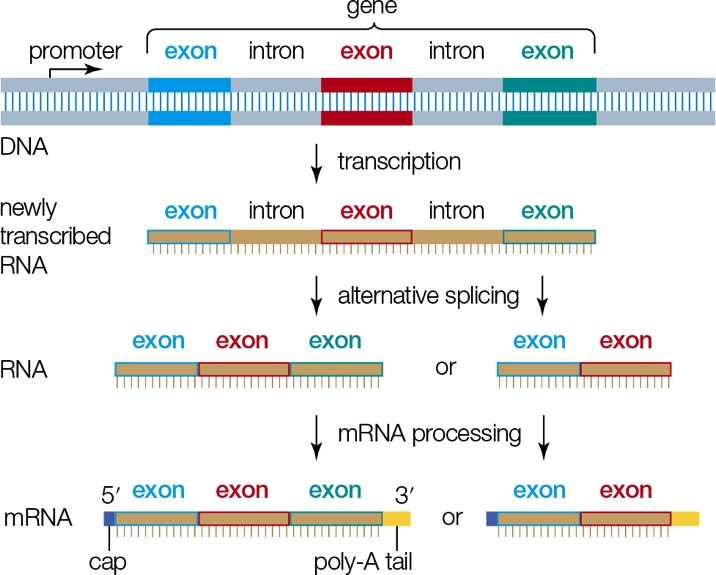 gene
promoter exon intron exon intron exon
DNA
transcription
newly
transcribed
RNA
exon intron exon intron exon
alternative splicing
exon exon exon exon exon
RNA or
mRNA processing
5′ exon exon exon 3′ exon exon
mRNA or
cap poly-A tail